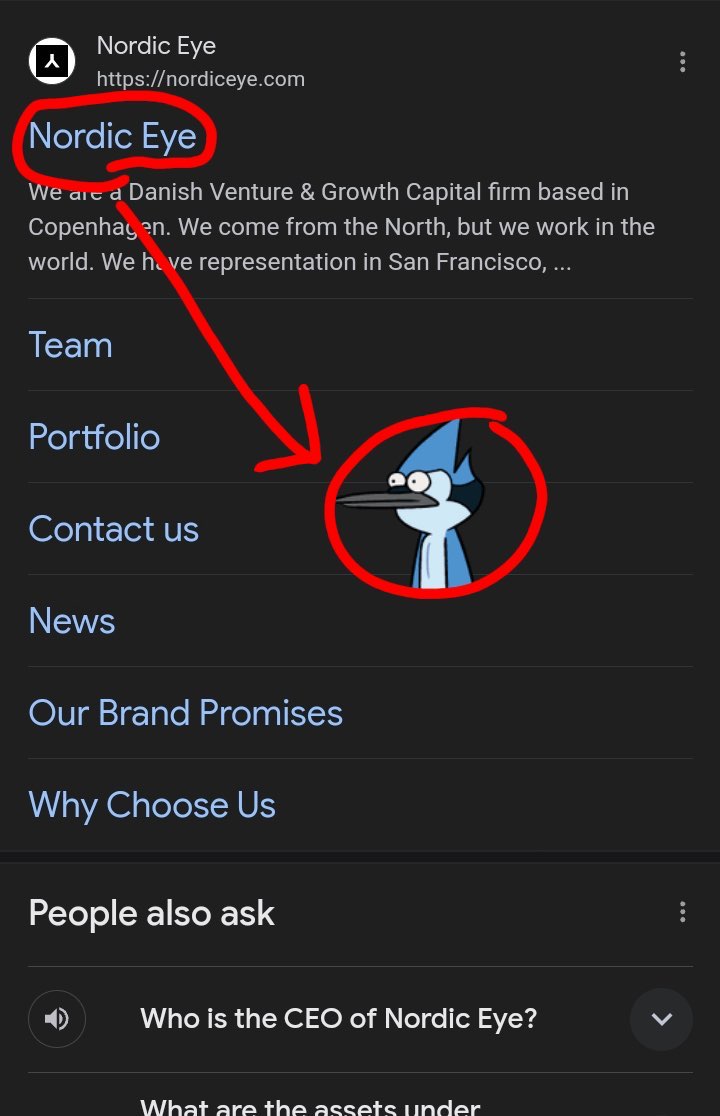 Nordic Eye
https://nordiceye.com
Nordic Eye
We are a Danish Venture & Growth Capital firm based in
Copenhagen. We come from the North, but we work in the
world. We have representation in San Francisco, ...
Team
Portfolio
Contact us
News
Our Brand Promises
Why Choose Us
People also ask
Who is the CEO of Nordic Eye?
What are the assets under